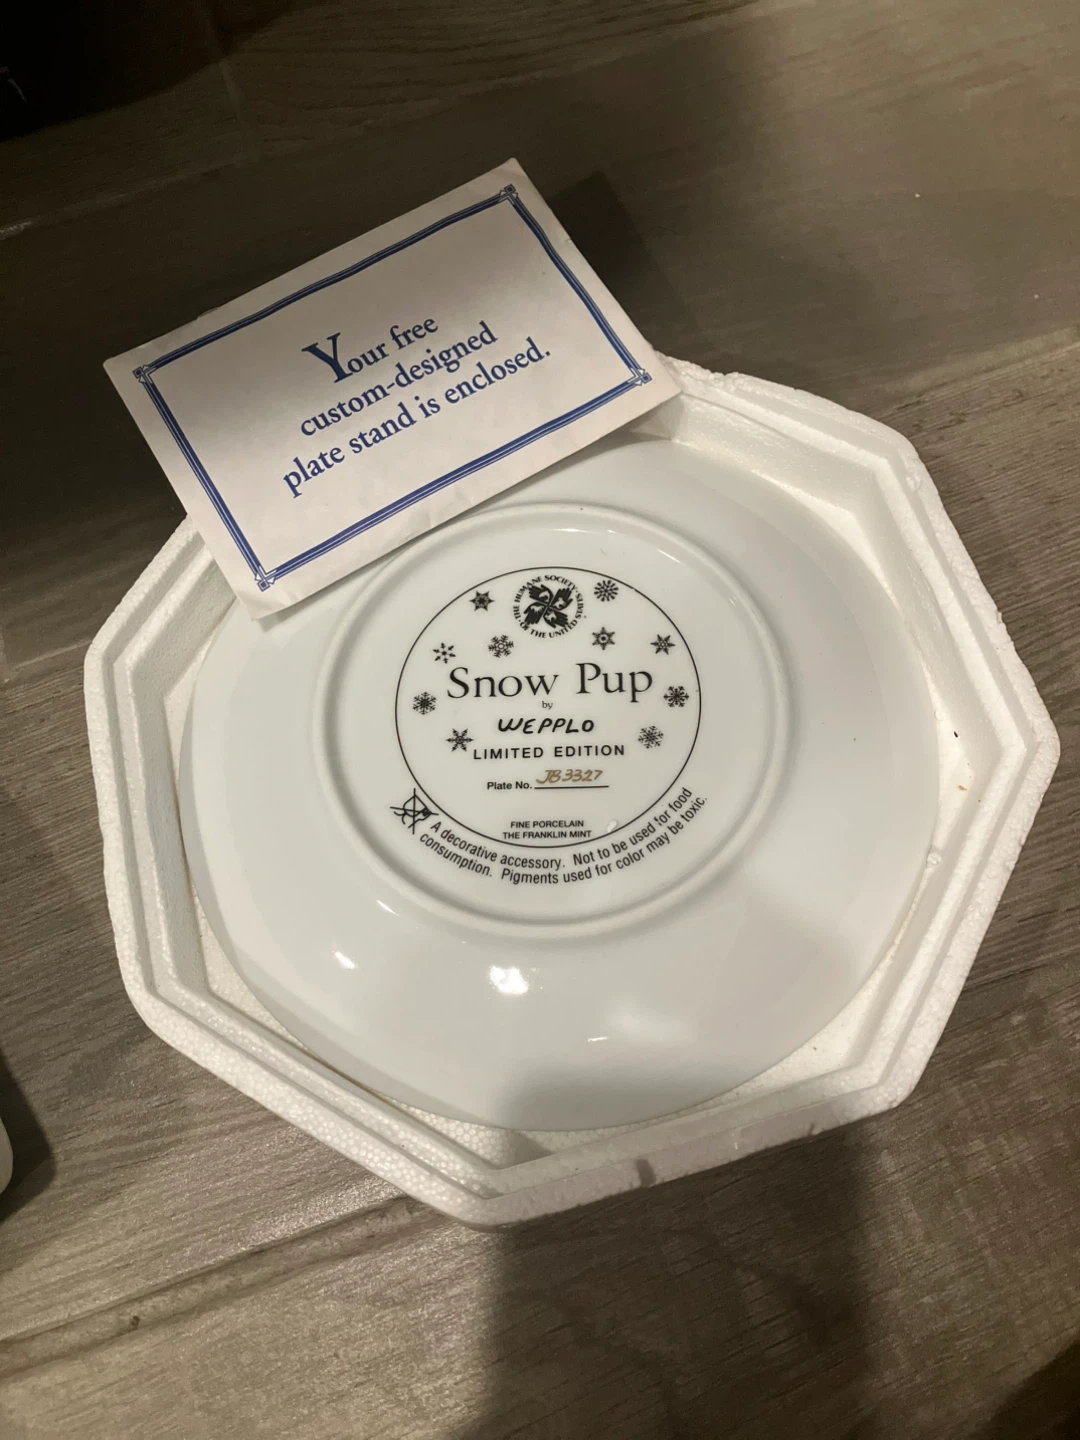 Your free
custom-designed
plate stand is enclosed.
THE HUMANE SOCIETY
OF THE UNITED STATES
Snow Pup
by
WEPPLO
LIMITED EDITION
Plate No. JB3327
FINE PORCELAIN
THE FRANKLIN MINT
A decorative accessory. Not to be used for food
consumption. Pigments used for color may be toxic.